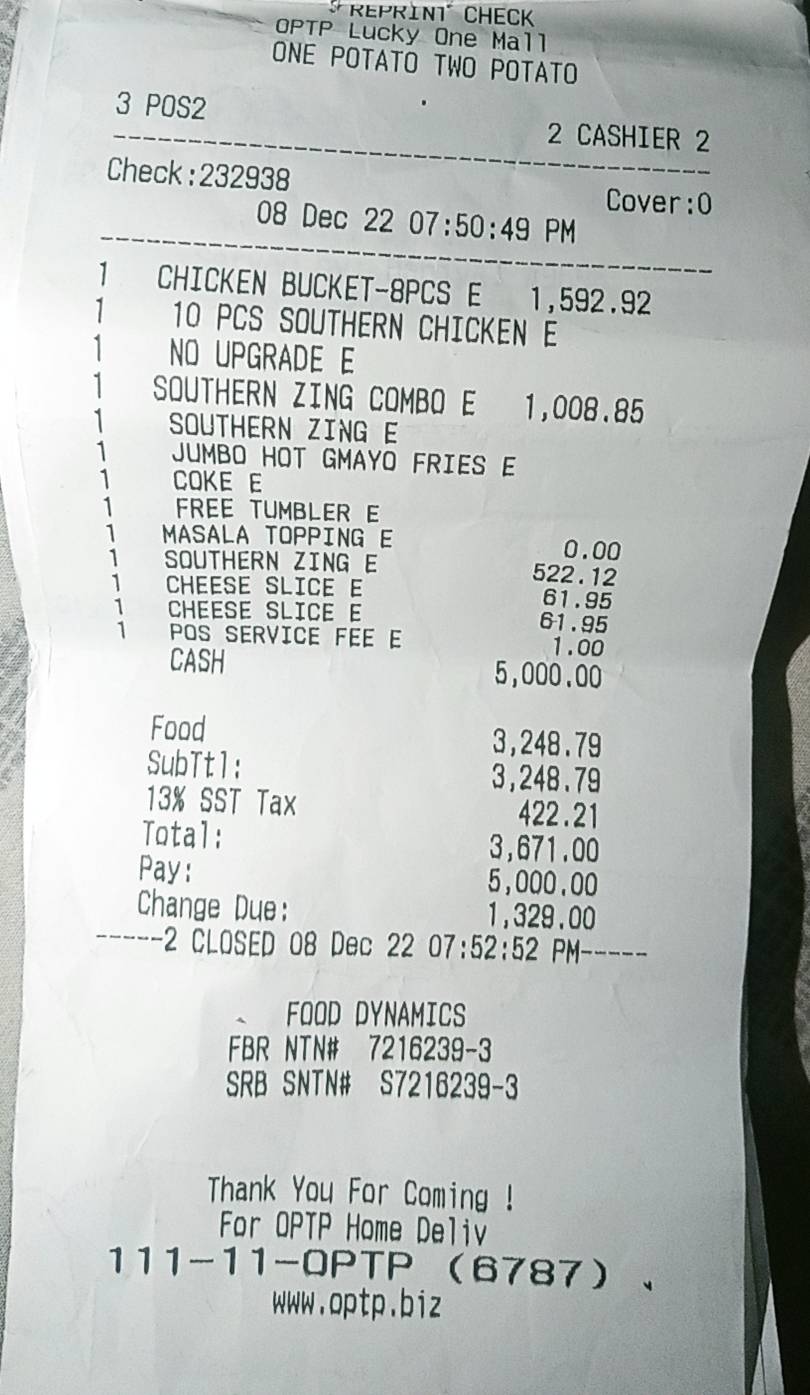 REPRINT CHECK
OPTP Lucky One Mall
ONE POTATO TWO POTATO
3 POS2 2 CASHIER 2
Check:232938 Cover:0
08 Dec 22 07:50:49 PM
1 CHICKEN BUCKET-8PCS E 1,592.92
1 10 PCS SOUTHERN CHICKEN E
1 NO UPGRADE E
1 SOUTHERN ZING COMBO E 1,008.85
1 SOUTHERN ZING E
1 JUMBO HOT GMAYO FRIES E
1 COKE E
1 FREE TUMBLER E
1 MASALA TOPPING E 0.00
1 SOUTHERN ZING E 522.12
1 CHEESE SLICE E 61.95
1 CHEESE SLICE E 61.95
1 POS SERVICE FEE E 1.00
CASH 5,000.00
Food 3,248.79
SubTtl: 3,248.79
13% SST Tax 422.21
Total: 3,671.00
Pay: 5,000.00
Change Due: 1,329.00
-----2 CLOSED 08 Dec 22 07:52:52 PM-----
FOOD DYNAMICS
FBR NTN# 7216239-3
SRB SNTN# S7216239-3
Thank You For Coming !
For OPTP Home Deliv
111-11-OPTP (6787)
www.optp.biz